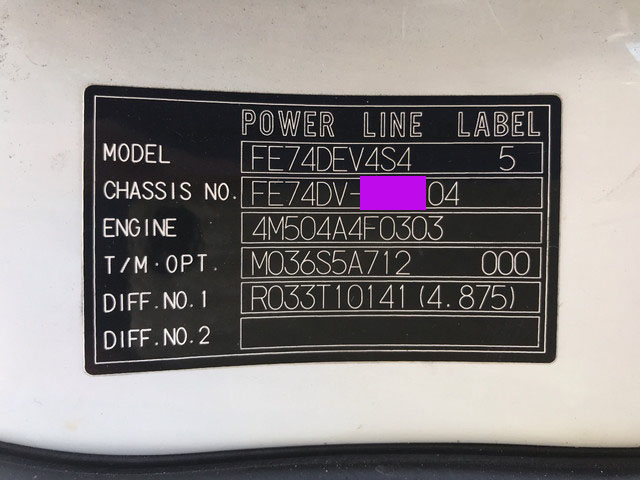 POWER LINE LABEL
MODEL FE74DEV4S4 5
CHASSIS NO. FE74DV- 04
ENGINE 4M504A4F0303
T/M·OPT. M036S5A712 000
DIFF.NO.1 R033T10141(4.875)
DIFF.NO.2